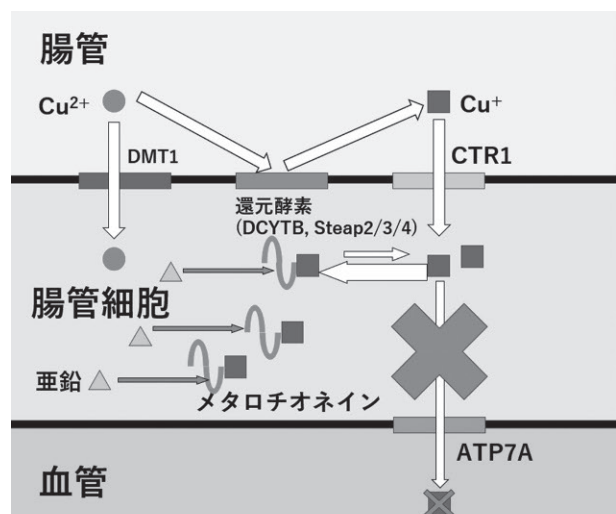 腸管
Cu²⁺
Cu⁺
DMT1
CTR1
還元酵素
(DCYTB, Steap2/3/4)
腸管細胞
亜鉛
メタロチオネイン
ATP7A
血管